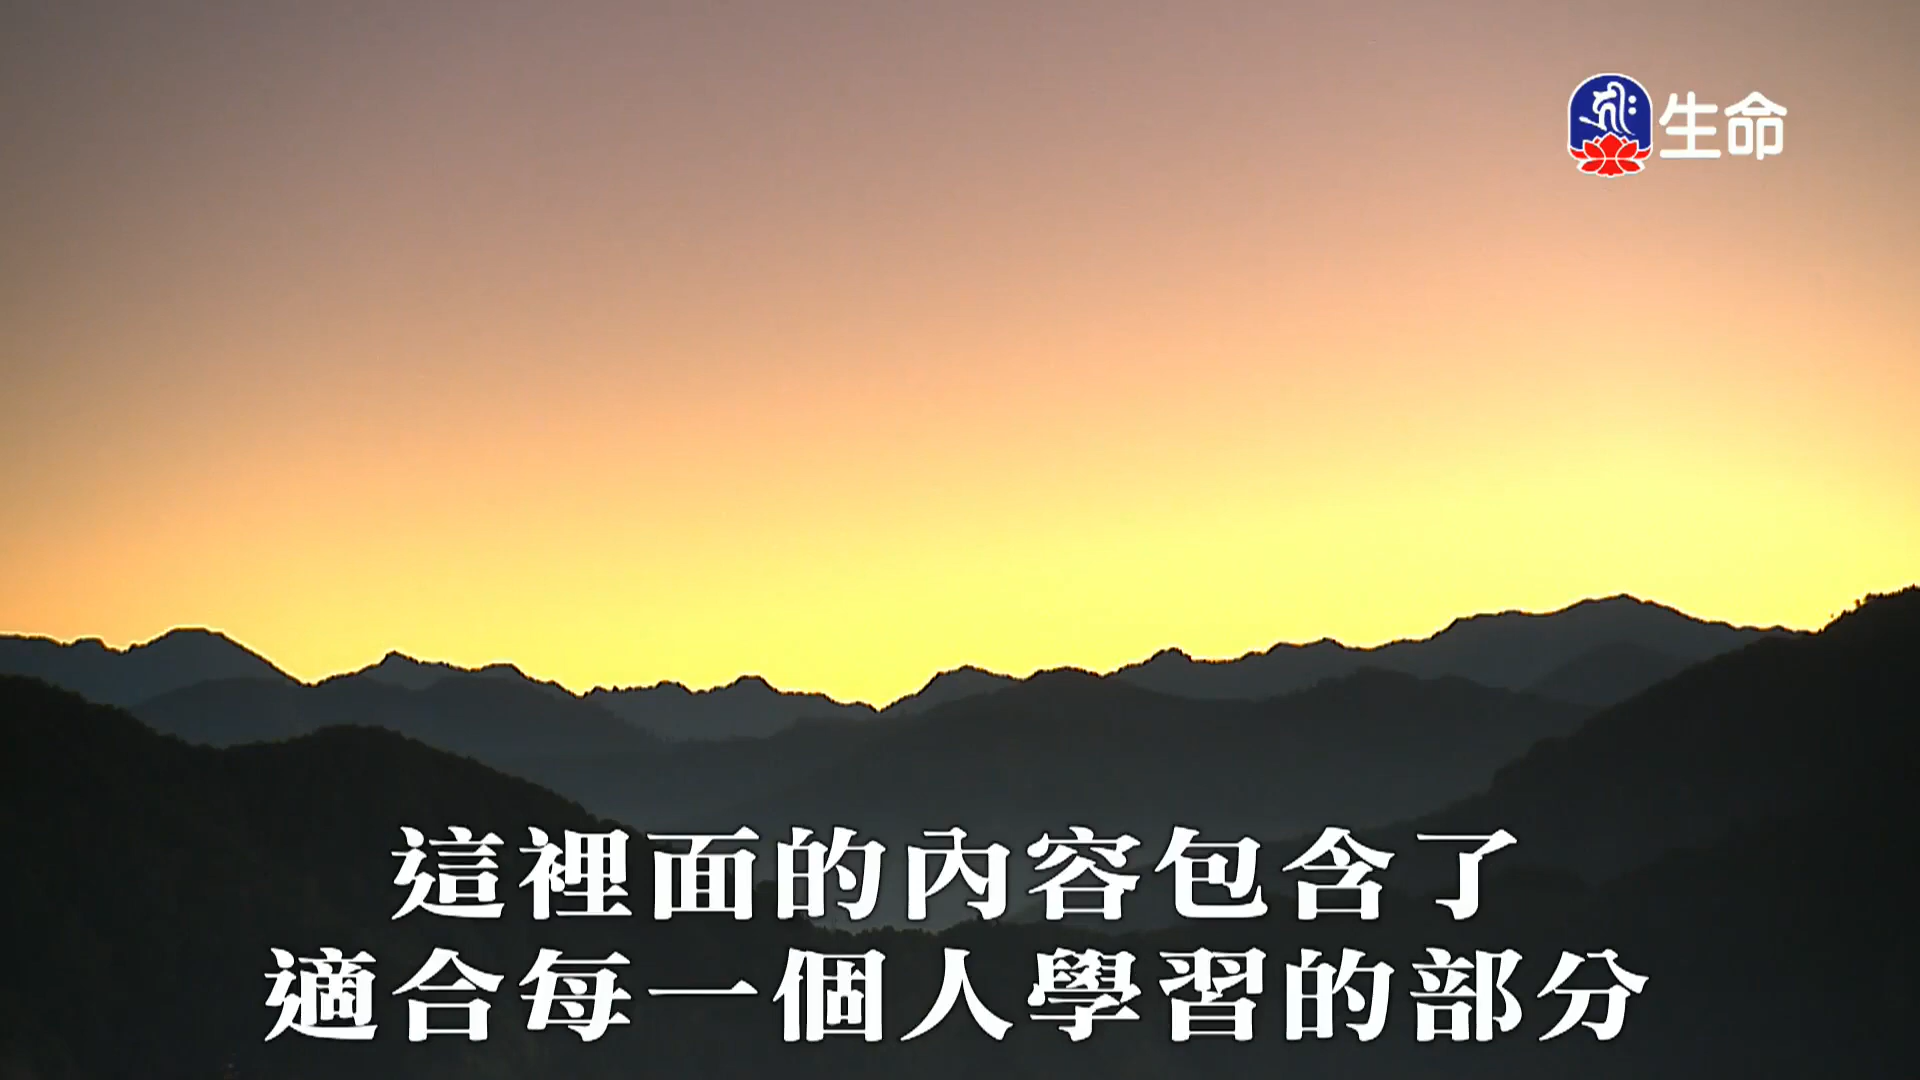 生命
這裡面的內容包含了
適合每一個人學習的部分